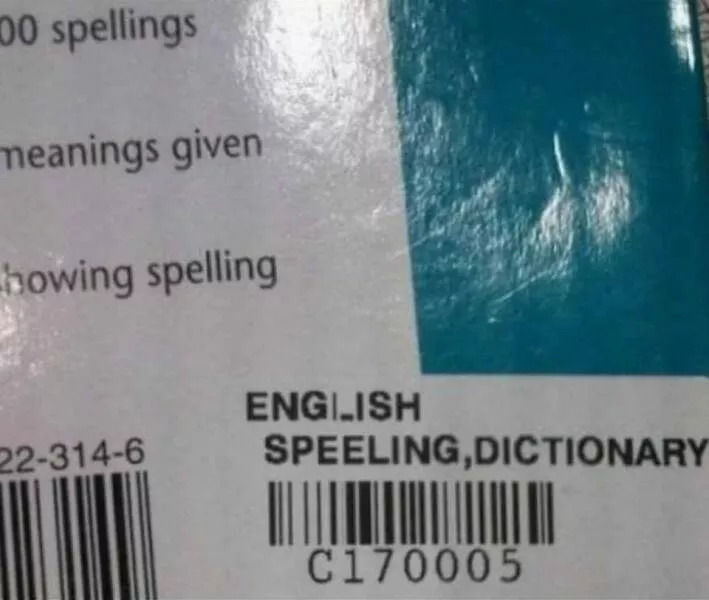 00 spellings
meanings given
howing spelling
ENGLISH
22-314-6
SPEELING,DICTIONARY
C170005